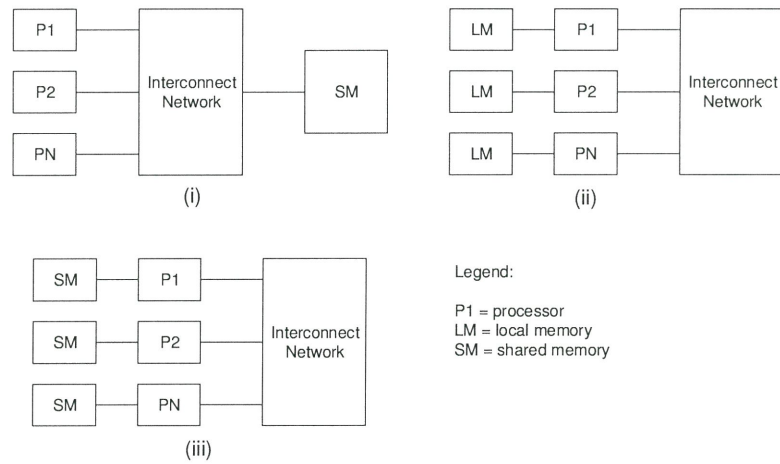 P1
P2
PN
Interconnect
Network
SM
(i)
LM
P1
LM
P2
LM
PN
Interconnect
Network
(ii)
SM
P1
SM
P2
SM
PN
Interconnect
Network
(iii)
Legend:
P1 = processor
LM = local memory
SM = shared memory